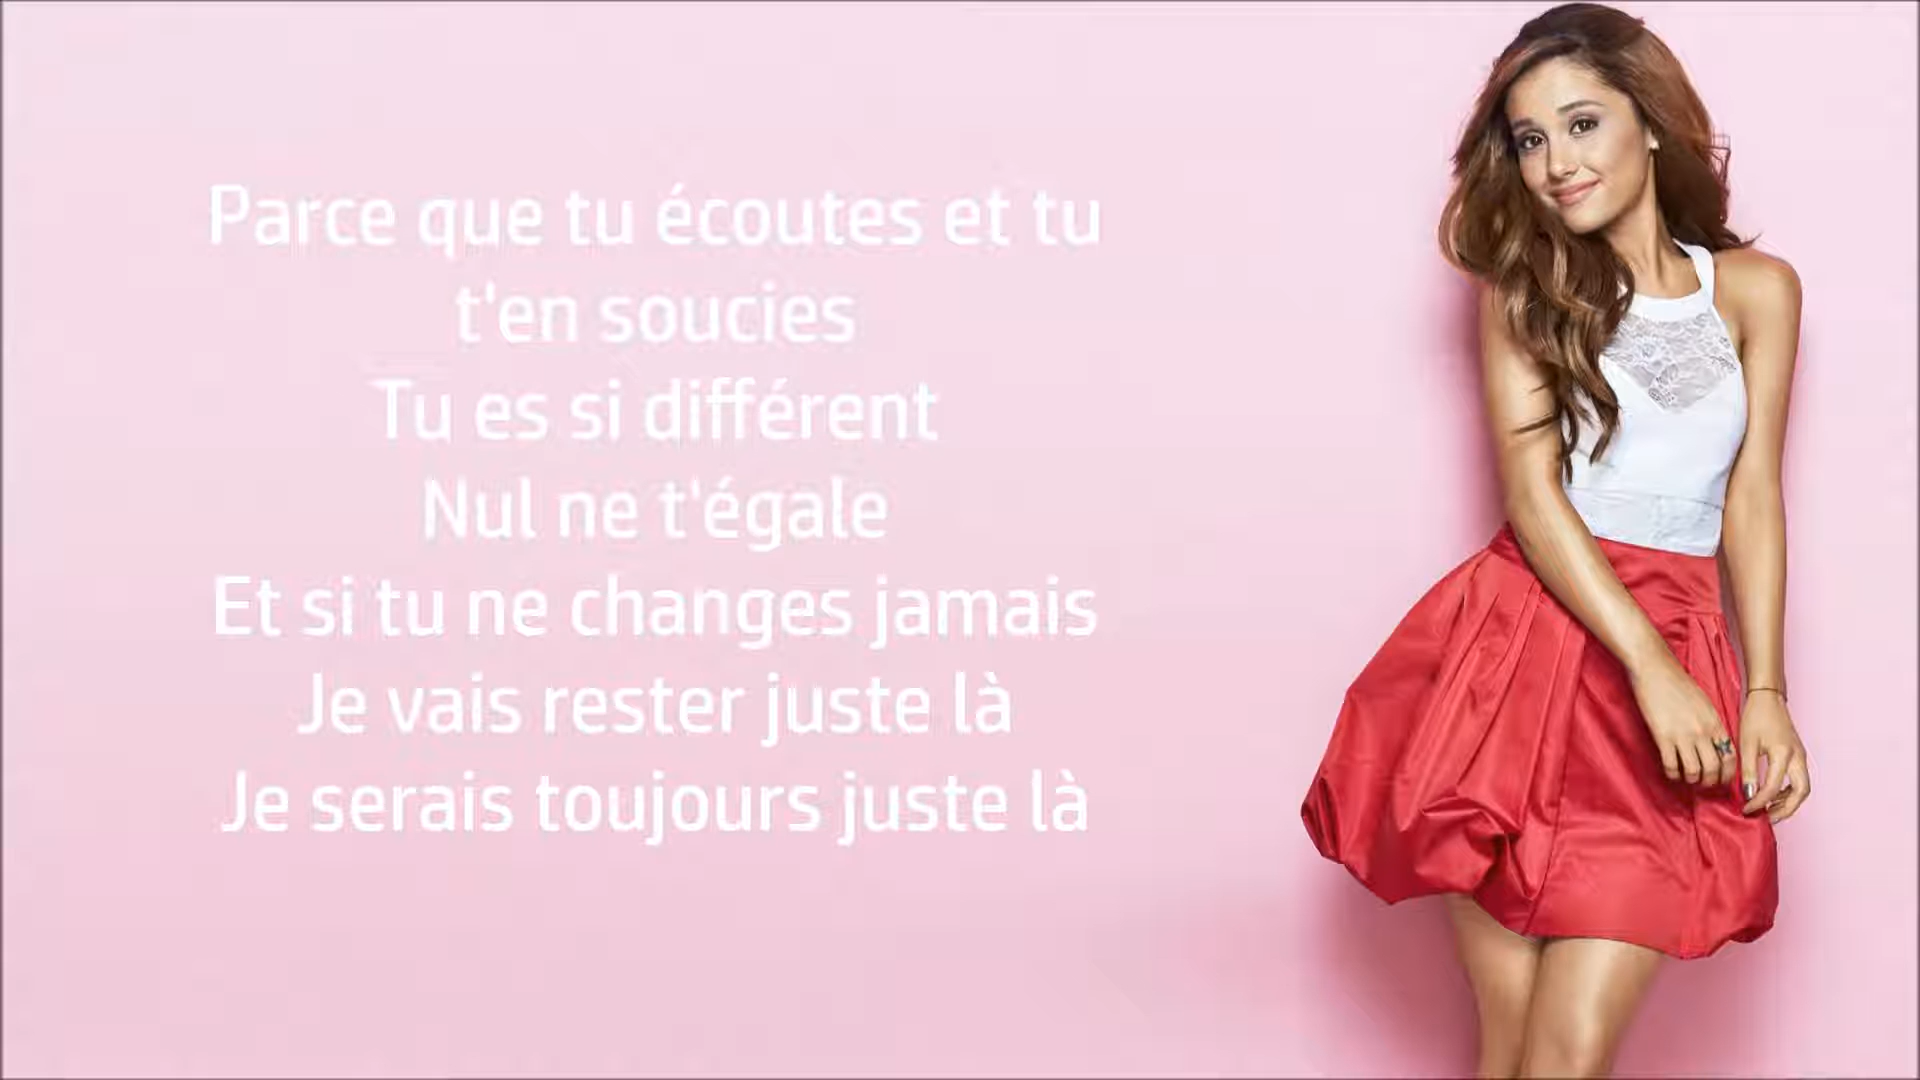 Parce que tu écoutes et tu
t'en soucies
Tu es si différent
Nul ne t'égale
Et si tu ne changes jamais
Je vais rester juste là
Je serais toujours juste là